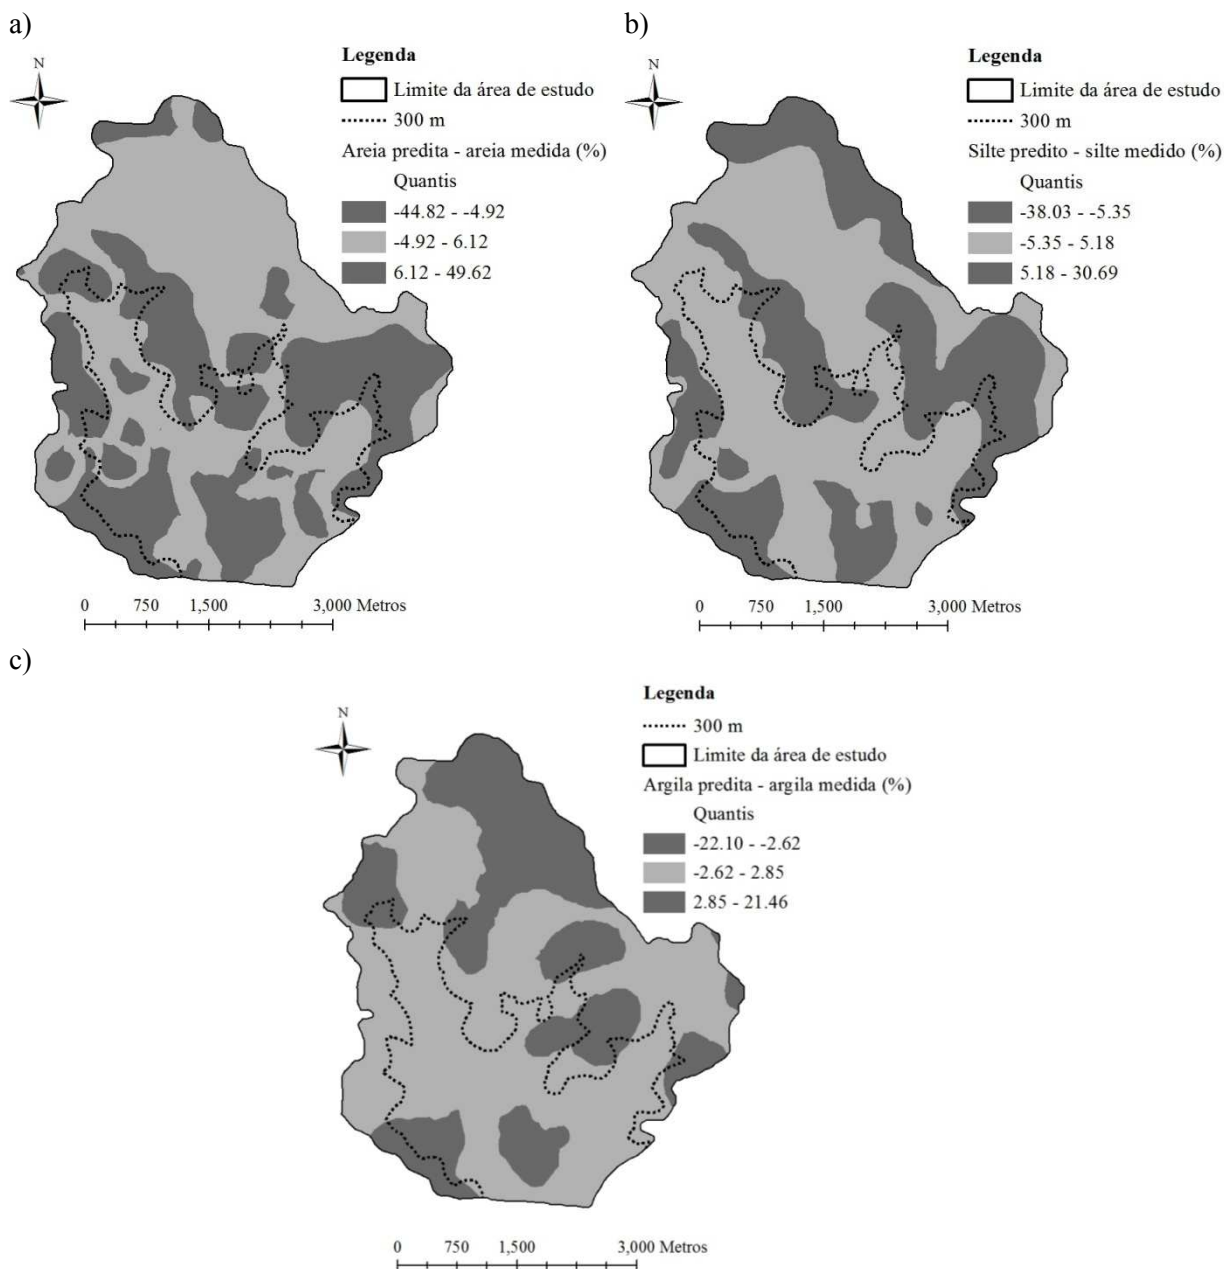 a)
N
Legenda
Limite da área de estudo
300 m
Areia predita - areia medida (%)
Quantis
-44.82 - -4.92
-4.92 - 6.12
6.12 - 49.62
0 750 1,500 3,000 Metros
b)
N
Legenda
Limite da área de estudo
300 m
Silte predito - silte medido (%)
Quantis
-38.03 - -5.35
-5.35 - 5.18
5.18 - 30.69
0 750 1,500 3,000 Metros
c)
N
Legenda
300 m
Limite da área de estudo
Argila predita - argila medida (%)
Quantis
-22.10 - -2.62
-2.62 - 2.85
2.85 - 21.46
0 750 1,500 3,000 Metros